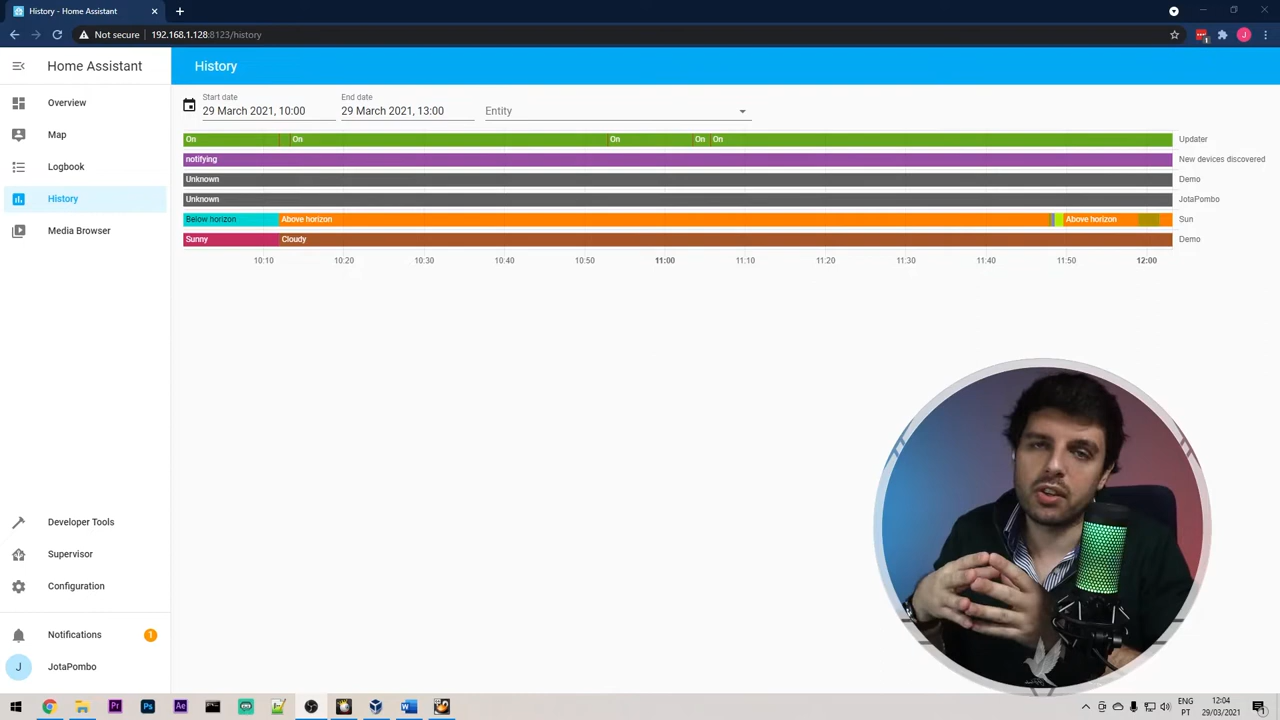 History - Home Assistant
Not secure 192.168.1.128:8123/history
J
Home Assistant
History
Overview
Map
Logbook
History
Media Browser
Developer Tools
Supervisor
Configuration
Notifications 1
J JotaPombo
Start date
29 March 2021, 10:00
End date
29 March 2021, 13:00
Entity
On On On On On Updater
notifying New devices discovered
Unknown Demo
Unknown JotaPombo
Below horizon Above horizon Above horizon Sun
Sunny Cloudy Demo
10:10 10:20 10:30 10:40 10:50 11:00 11:10 11:20 11:30 11:40 11:50 12:00
Pr Ps Ae W
ENG
PT
12:04
29/03/2021
1